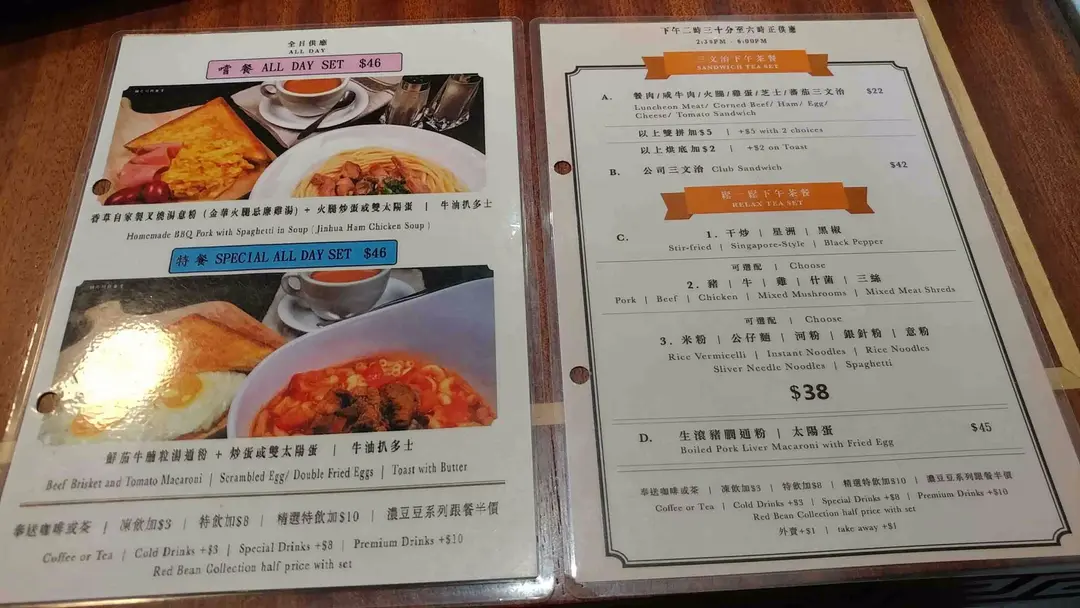 全日供應
ALL DAY
嚐餐 ALL DAY SET $46
香草自家製叉燒湯意粉 (金華火腿忌廉雞湯) + 火腿炒蛋或雙太陽蛋 | 牛油扒多士
Homemade BBQ Pork with Spaghetti in Soup ( Jinhua Ham Chicken Soup )
特餐 SPECIAL ALL DAY SET $46
鮮茄牛腩粒湯通粉 + 炒蛋或雙太陽蛋 | 牛油扒多士
Beef Brisket and Tomato Macaroni | Scrambled Egg/ Double Fried Eggs | Toast with Butter
奉送咖啡或茶 | 凍飲加$3 | 特飲加$8 | 精選特飲加$10 | 濃豆豆系列跟餐半價
Coffee or Tea | Cold Drinks +$3 | Special Drinks +$8 | Premium Drinks +$10
Red Bean Collection half price with set
下午二時三十分至六時正供應
2:30PM - 6:00PM
三文治下午茶餐
SANDWICH TEA SET
A. 餐肉/咸牛肉/火腿/雞蛋/芝士/蕃茄三文治 $22
Luncheon Meat/ Corned Beef/ Ham/ Egg/
Cheese/ Tomato Sandwich
以上雙拼加$5 | +$5 with 2 choices
以上烘底加$2 | +$2 on Toast
B. 公司三文治 Club Sandwich $42
鬆一鬆下午茶餐
RELAX TEA SET
C. 1. 干炒 | 星洲 | 黑椒
Stir-fried | Singapore-Style | Black Pepper
可選配 | Choose
2. 豬 | 牛 | 雞 | 什菌 | 三絲
Pork | Beef | Chicken | Mixed Mushrooms | Mixed Meat Shreds
可選配 | Choose
3. 米粉 | 公仔麵 | 河粉 | 銀針粉 | 意粉
Rice Vermicelli | Instant Noodles | Rice Noodles
Sliver Needle Noodles | Spaghetti
$38
D. 生滾豬膶通粉 | 太陽蛋 $45
Boiled Pork Liver Macaroni with Fried Egg
奉送咖啡或茶 | 凍飲加$3 | 特飲加$8 | 精選特飲加$10 | 濃豆豆系列跟餐半價
Coffee or Tea | Cold Drinks +$3 | Special Drinks +$8 | Premium Drinks +$10
Red Bean Collection half price with set
外賣+$1 | take away +$1